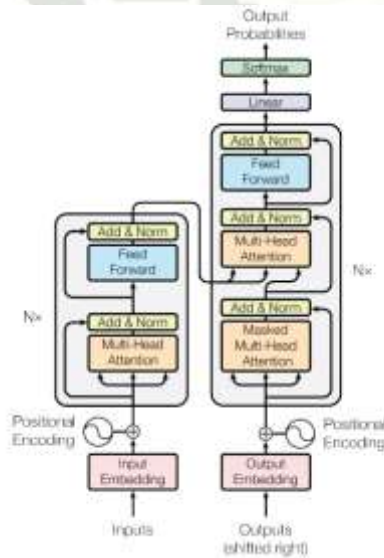 Output
Probabilities
Softmax
Linear
Add & Norm
Feed
Forward
Add & Norm
Multi-Head
Attention
Add & Norm
Masked
Multi-Head
Attention
Nx
Add & Norm
Feed
Forward
Add & Norm
Multi-Head
Attention
Nx
Positional
Encoding
Positional
Encoding
Input
Embedding
Output
Embedding
Inputs
Outputs
(shifted right)